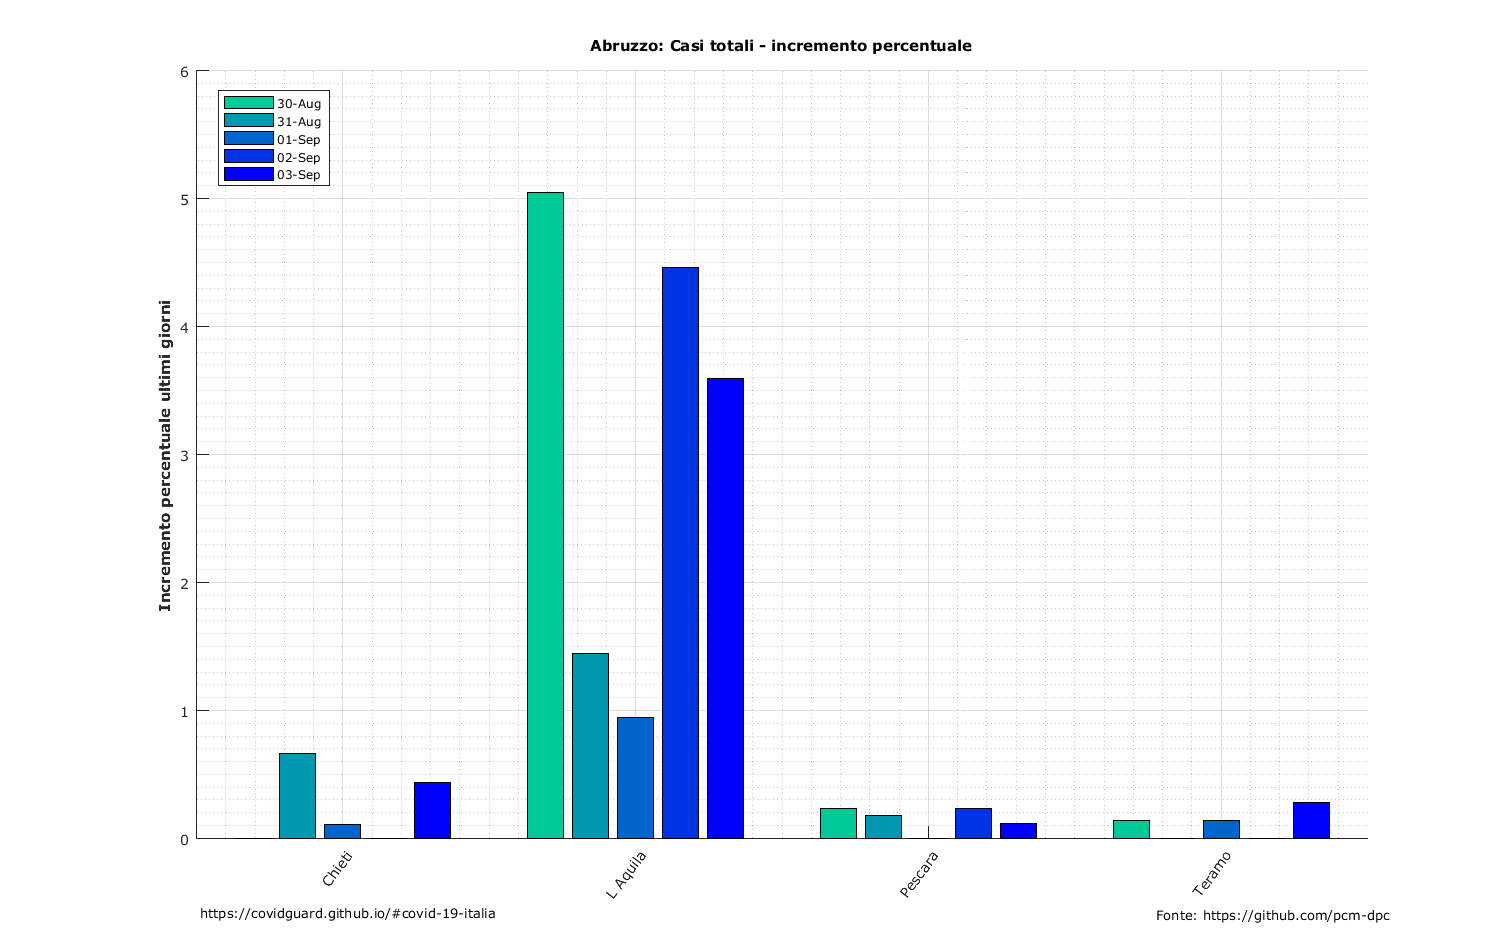 Abruzzo: Casi totali - incremento percentuale
6
5
4
3
2
1
0
Incremento percentuale ultimi giorni
30-Aug
31-Aug
01-Sep
02-Sep
03-Sep
Chieti
L Aquila
Pescara
Teramo
https://covidguard.github.io/#covid-19-italia
Fonte: https://github.com/pcm-dpc